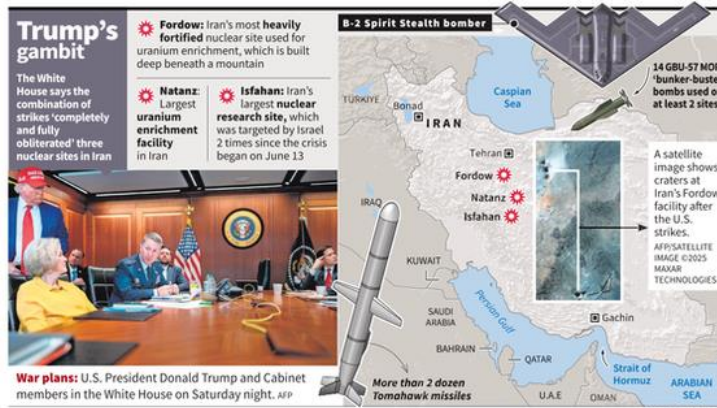 Trump's
gambit
The White
House says the
combination of
strikes ‘completely
and fully
obliterated’ three
nuclear sites in Iran
Fordow: Iran's most heavily
fortified nuclear site used for
uranium enrichment, which is built
deep beneath a mountain
Natanz:
Largest
uranium
enrichment
facility
in Iran
Isfahan: Iran's
largest nuclear
research site, which
was targeted by Israel
2 times since the crisis
began on June 13
War plans: U.S. President Donald Trump and Cabinet
members in the White House on Saturday night. AFP
B-2 Spirit Stealth bomber
14 GBU-57 MO
‘bunker-buste
bombs used o
at least 2 sites
Caspian
Sea
TÜRKIYE
Bonad
IRAN
Tehran
Fordow
Natanz
Isfahan
IRAQ
A satellite
image shows
craters at
Iran's Fordow
facility after
the U.S.
strikes.
AFP/SATELLITE
IMAGE ©2025
MAXAR
TECHNOLOGIES
KUWAIT
SAUDI
ARABIA
Persian Gulf
Gachin
BAHRAIN
QATAR
Strait of
Hormuz
More than 2 dozen
Tomahawk missiles
U.A.E
OMAN
ARABIAN
SEA